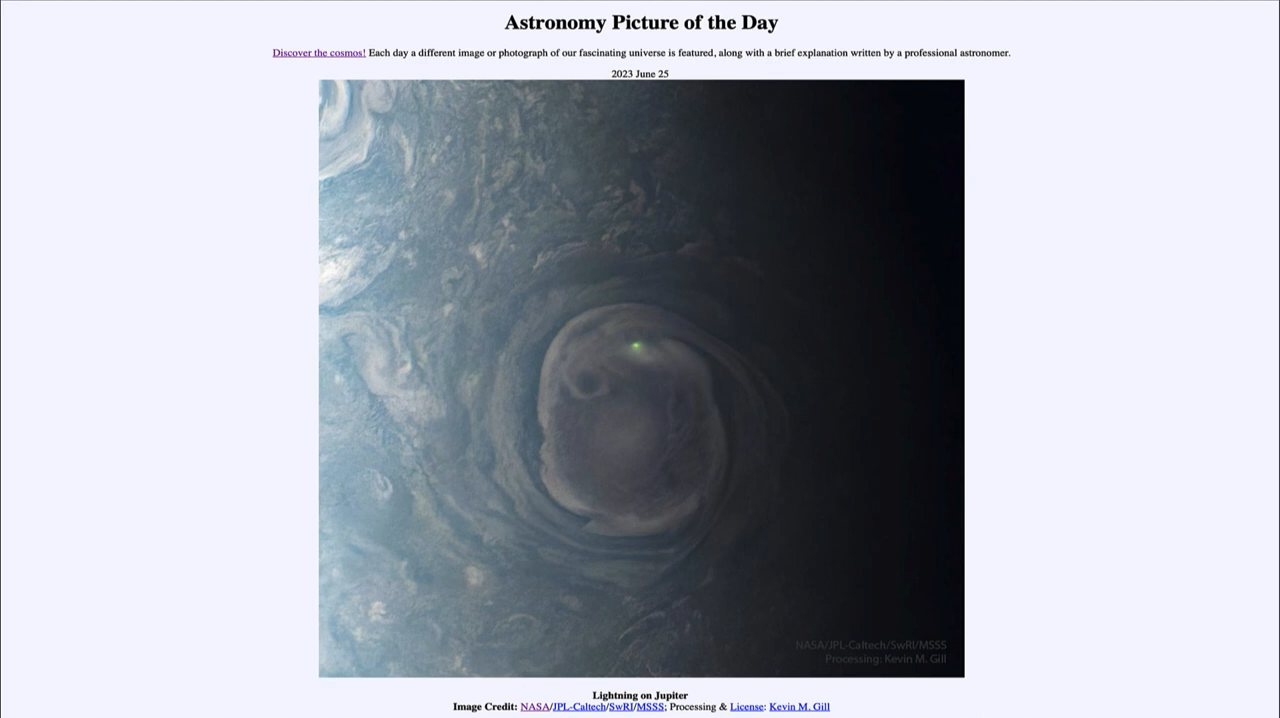 Astronomy Picture of the Day
Discover the cosmos! Each day a different image or photograph of our fascinating universe is featured, along with a brief explanation written by a professional astronomer.
2023 June 25
NASA/JPL-Caltech/SwRI/MSSS
Processing: Kevin M. Gill
Lightning on Jupiter
Image Credit: NASA/JPL-Caltech/SwRI/MSSS; Processing & License: Kevin M. Gill